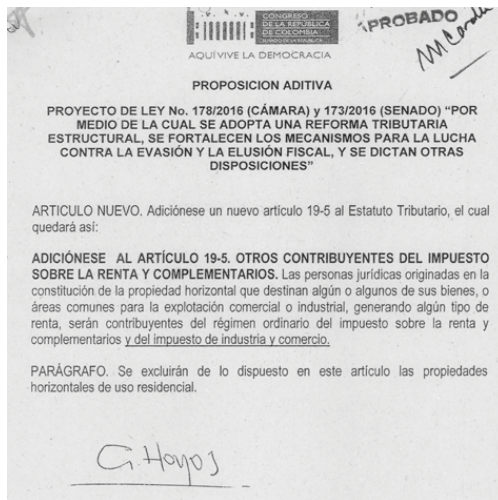 CONGRESO
DE LA REPÚBLICA
DE COLOMBIA
AQUÍ VIVE LA DEMOCRACIA
APROBADO
PROPOSICION ADITIVA
PROYECTO DE LEY No. 178/2016 (CÁMARA) y 173/2016 (SENADO) “POR
MEDIO DE LA CUAL SE ADOPTA UNA REFORMA TRIBUTARIA
ESTRUCTURAL, SE FORTALECEN LOS MECANISMOS PARA LA LUCHA
CONTRA LA EVASIÓN Y LA ELUSIÓN FISCAL, Y SE DICTAN OTRAS
DISPOSICIONES”
ARTICULO NUEVO. Adiciónese un nuevo artículo 19-5 al Estatuto Tributario, el cual
quedará así:
ADICIÓNESE AL ARTÍCULO 19-5. OTROS CONTRIBUYENTES DEL IMPUESTO
SOBRE LA RENTA Y COMPLEMENTARIOS. Las personas jurídicas originadas en la
constitución de la propiedad horizontal que destinan algún o algunos de sus bienes, o
áreas comunes para la explotación comercial o industrial, generando algún tipo de
renta, serán contribuyentes del régimen ordinario del impuesto sobre la renta y
complementarios y del impuesto de industria y comercio.
PARÁGRAFO. Se excluirán de lo dispuesto en este artículo las propiedades
horizontales de uso residencial.
G. Hoyos